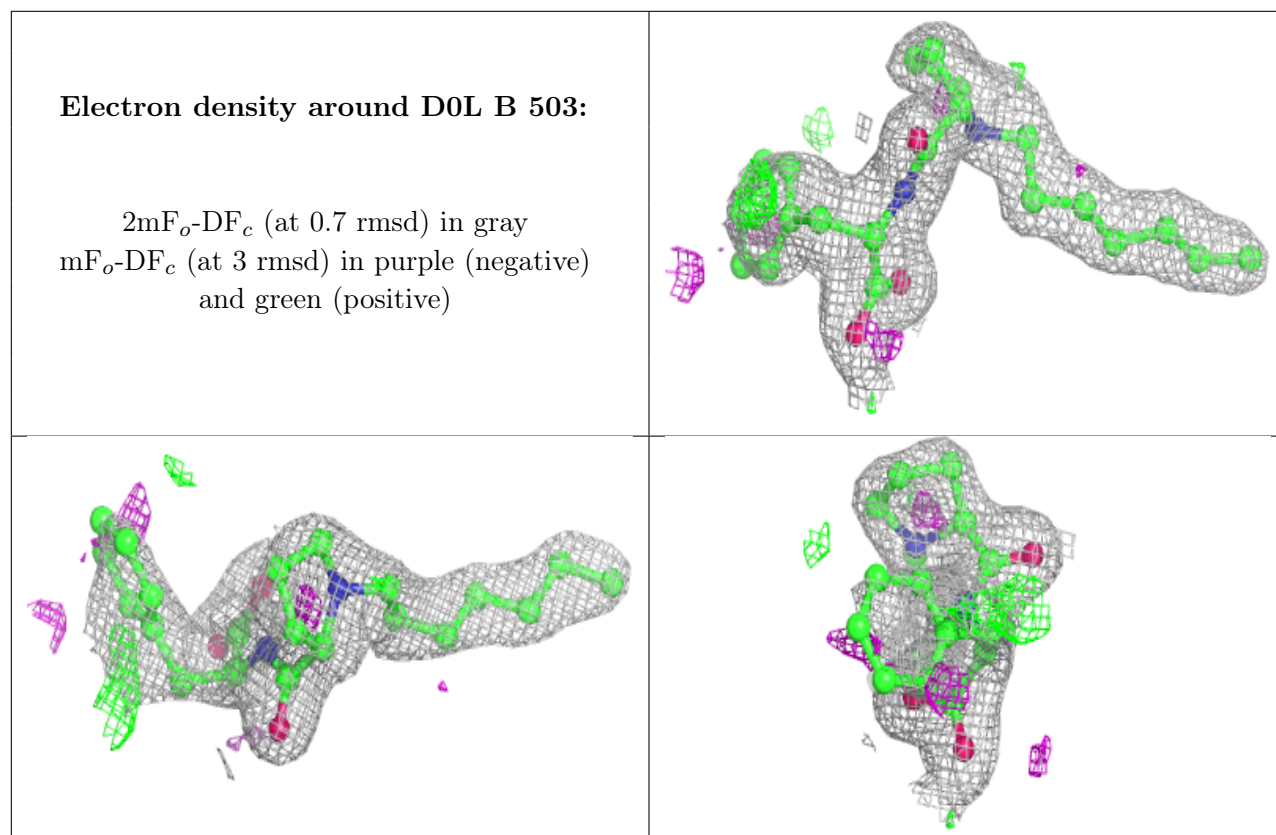 Electron density around D0L B 503:
2mFₒ-DF𝒸 (at 0.7 rmsd) in gray
mFₒ-DF𝒸 (at 3 rmsd) in purple (negative)
and green (positive)